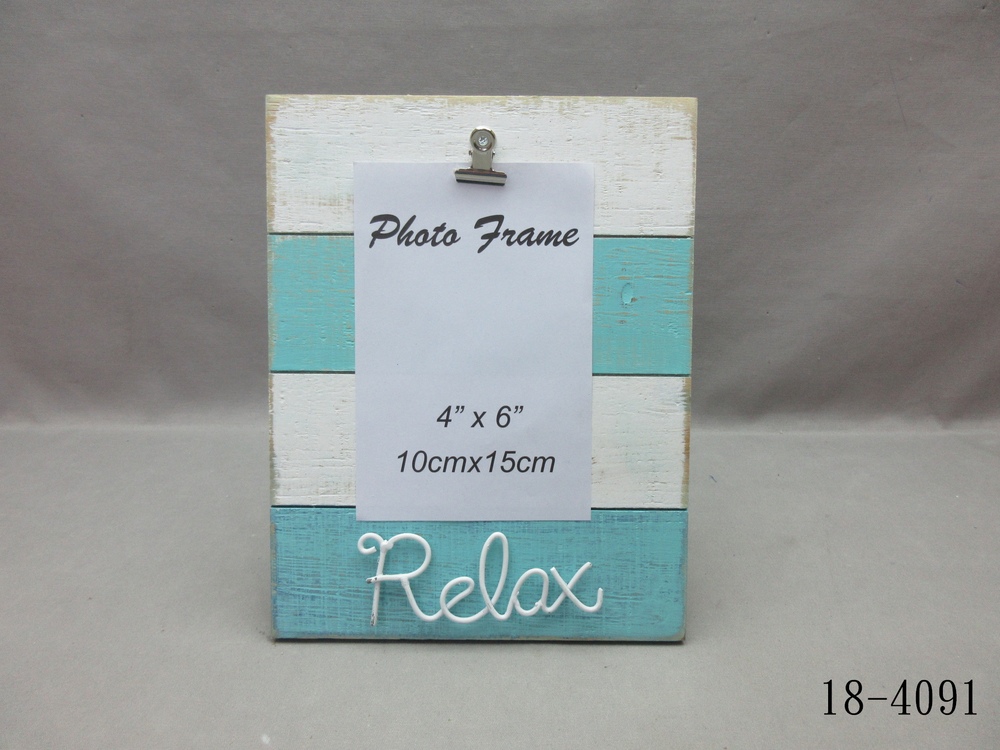 Photo Frame
4” x 6”
10cmx15cm
Relax
18-4091